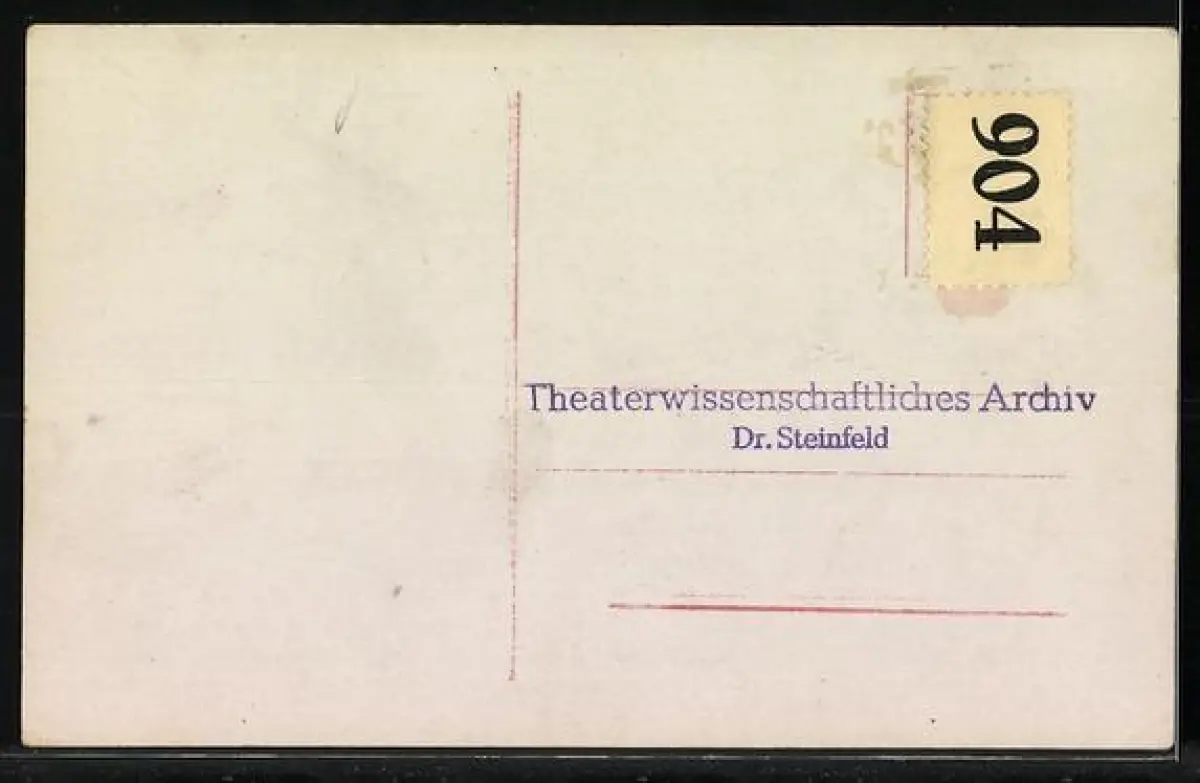 904
Theaterwissenschaftliches Archiv
Dr. Steinfeld